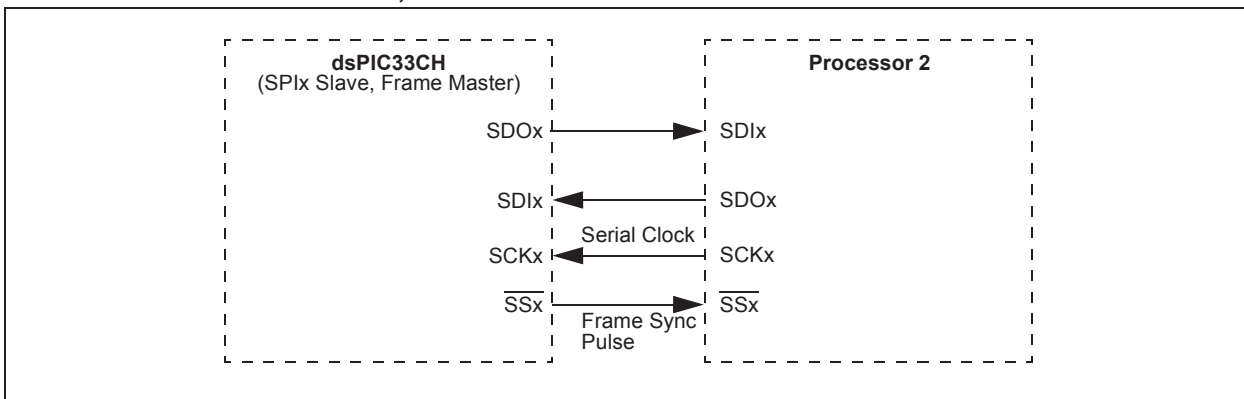 dsPIC33CH
(SPIx Slave, Frame Master)
Processor 2
SDOx
SDIx
SDIx
SDOx
Serial Clock
SCKx
SCKx
SSx
SSx
Frame Sync
Pulse